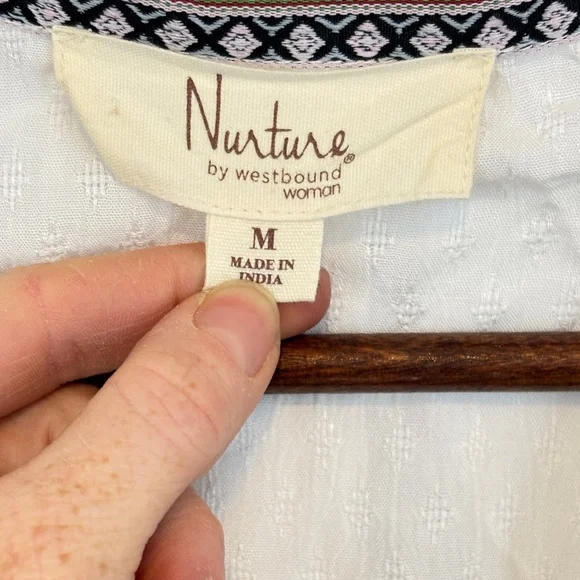 Nurture®
by westbound
woman
M
MADE IN
INDIA